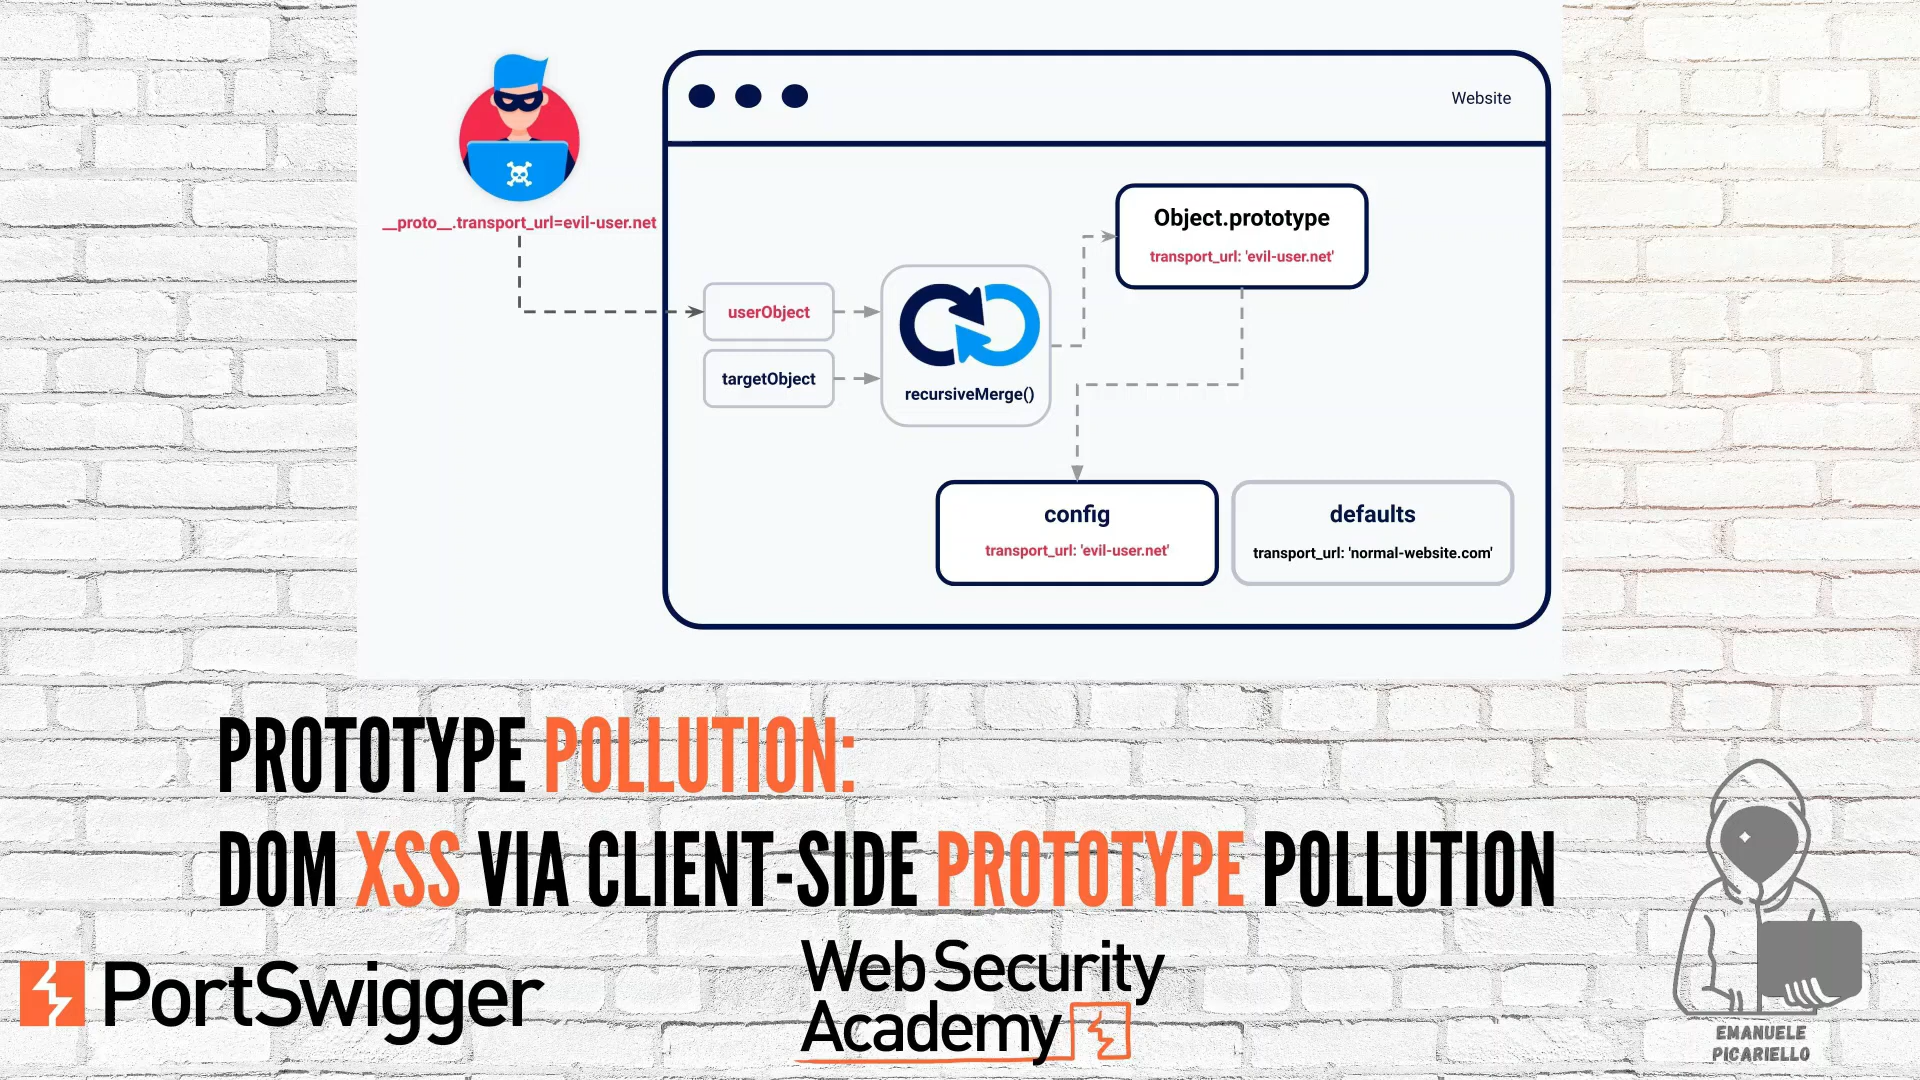 Website
__proto__.transport_url=evil-user.net
Object.prototype
transport_url: 'evil-user.net'
userObject
targetObject
recursiveMerge()
config
transport_url: 'evil-user.net'
defaults
transport_url: 'normal-website.com'
PROTOTYPE POLLUTION:
DOM XSS VIA CLIENT-SIDE PROTOTYPE POLLUTION
PortSwigger
Web Security
Academy
EMANUELE
PICARIELLO